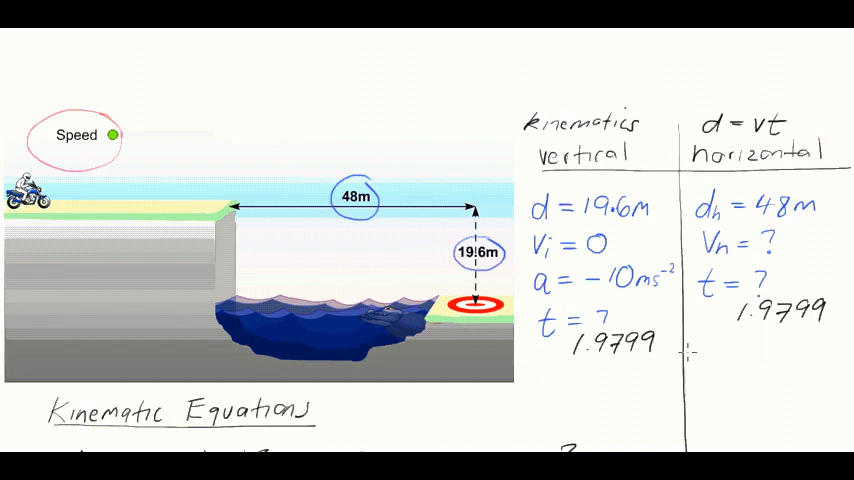 Speed
48m
19.6m
kinematics
vertical
d = vt
horizontal
d = 19.6m
vi = 0
a = -10ms⁻²
t = ?
1.9799
dh = 48m
vh = ?
t = ?
1.9799
Kinematic Equations